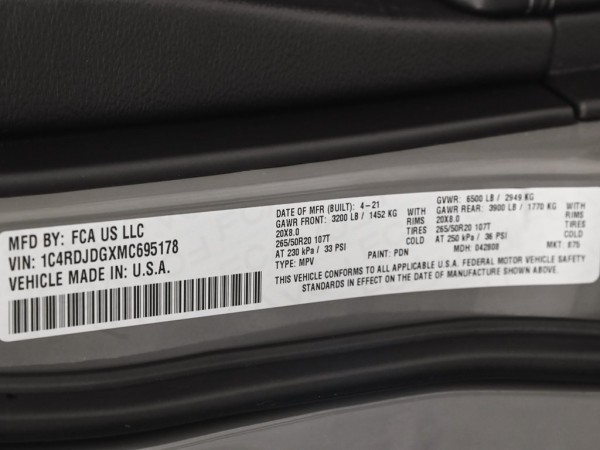 MFD BY: FCA US LLC
VIN: 1C4RDJDGXMC695178
VEHICLE MADE IN: U.S.A.
DATE OF MFR (BUILT): 4-21
GAWR FRONT: 3200 LB / 1452 KG WITH
20X8.0 RIMS
265/50R20 107T TIRES
AT 230 kPa / 33 PSI COLD
TYPE: MPV PAINT: PDN
GVWR: 6500 LB / 2949 KG
GAWR REAR: 3900 LB / 1770 KG WITH
20X8.0 RIMS
265/50R20 107T TIRES
AT 250 kPa / 36 PSI COLD
MDH: 042808 MKT: 875
THIS VEHICLE CONFORMS TO ALL APPLICABLE U.S.A. FEDERAL MOTOR VEHICLE SAFETY
STANDARDS IN EFFECT ON THE DATE OF MANUFACTURE SHOWN ABOVE.